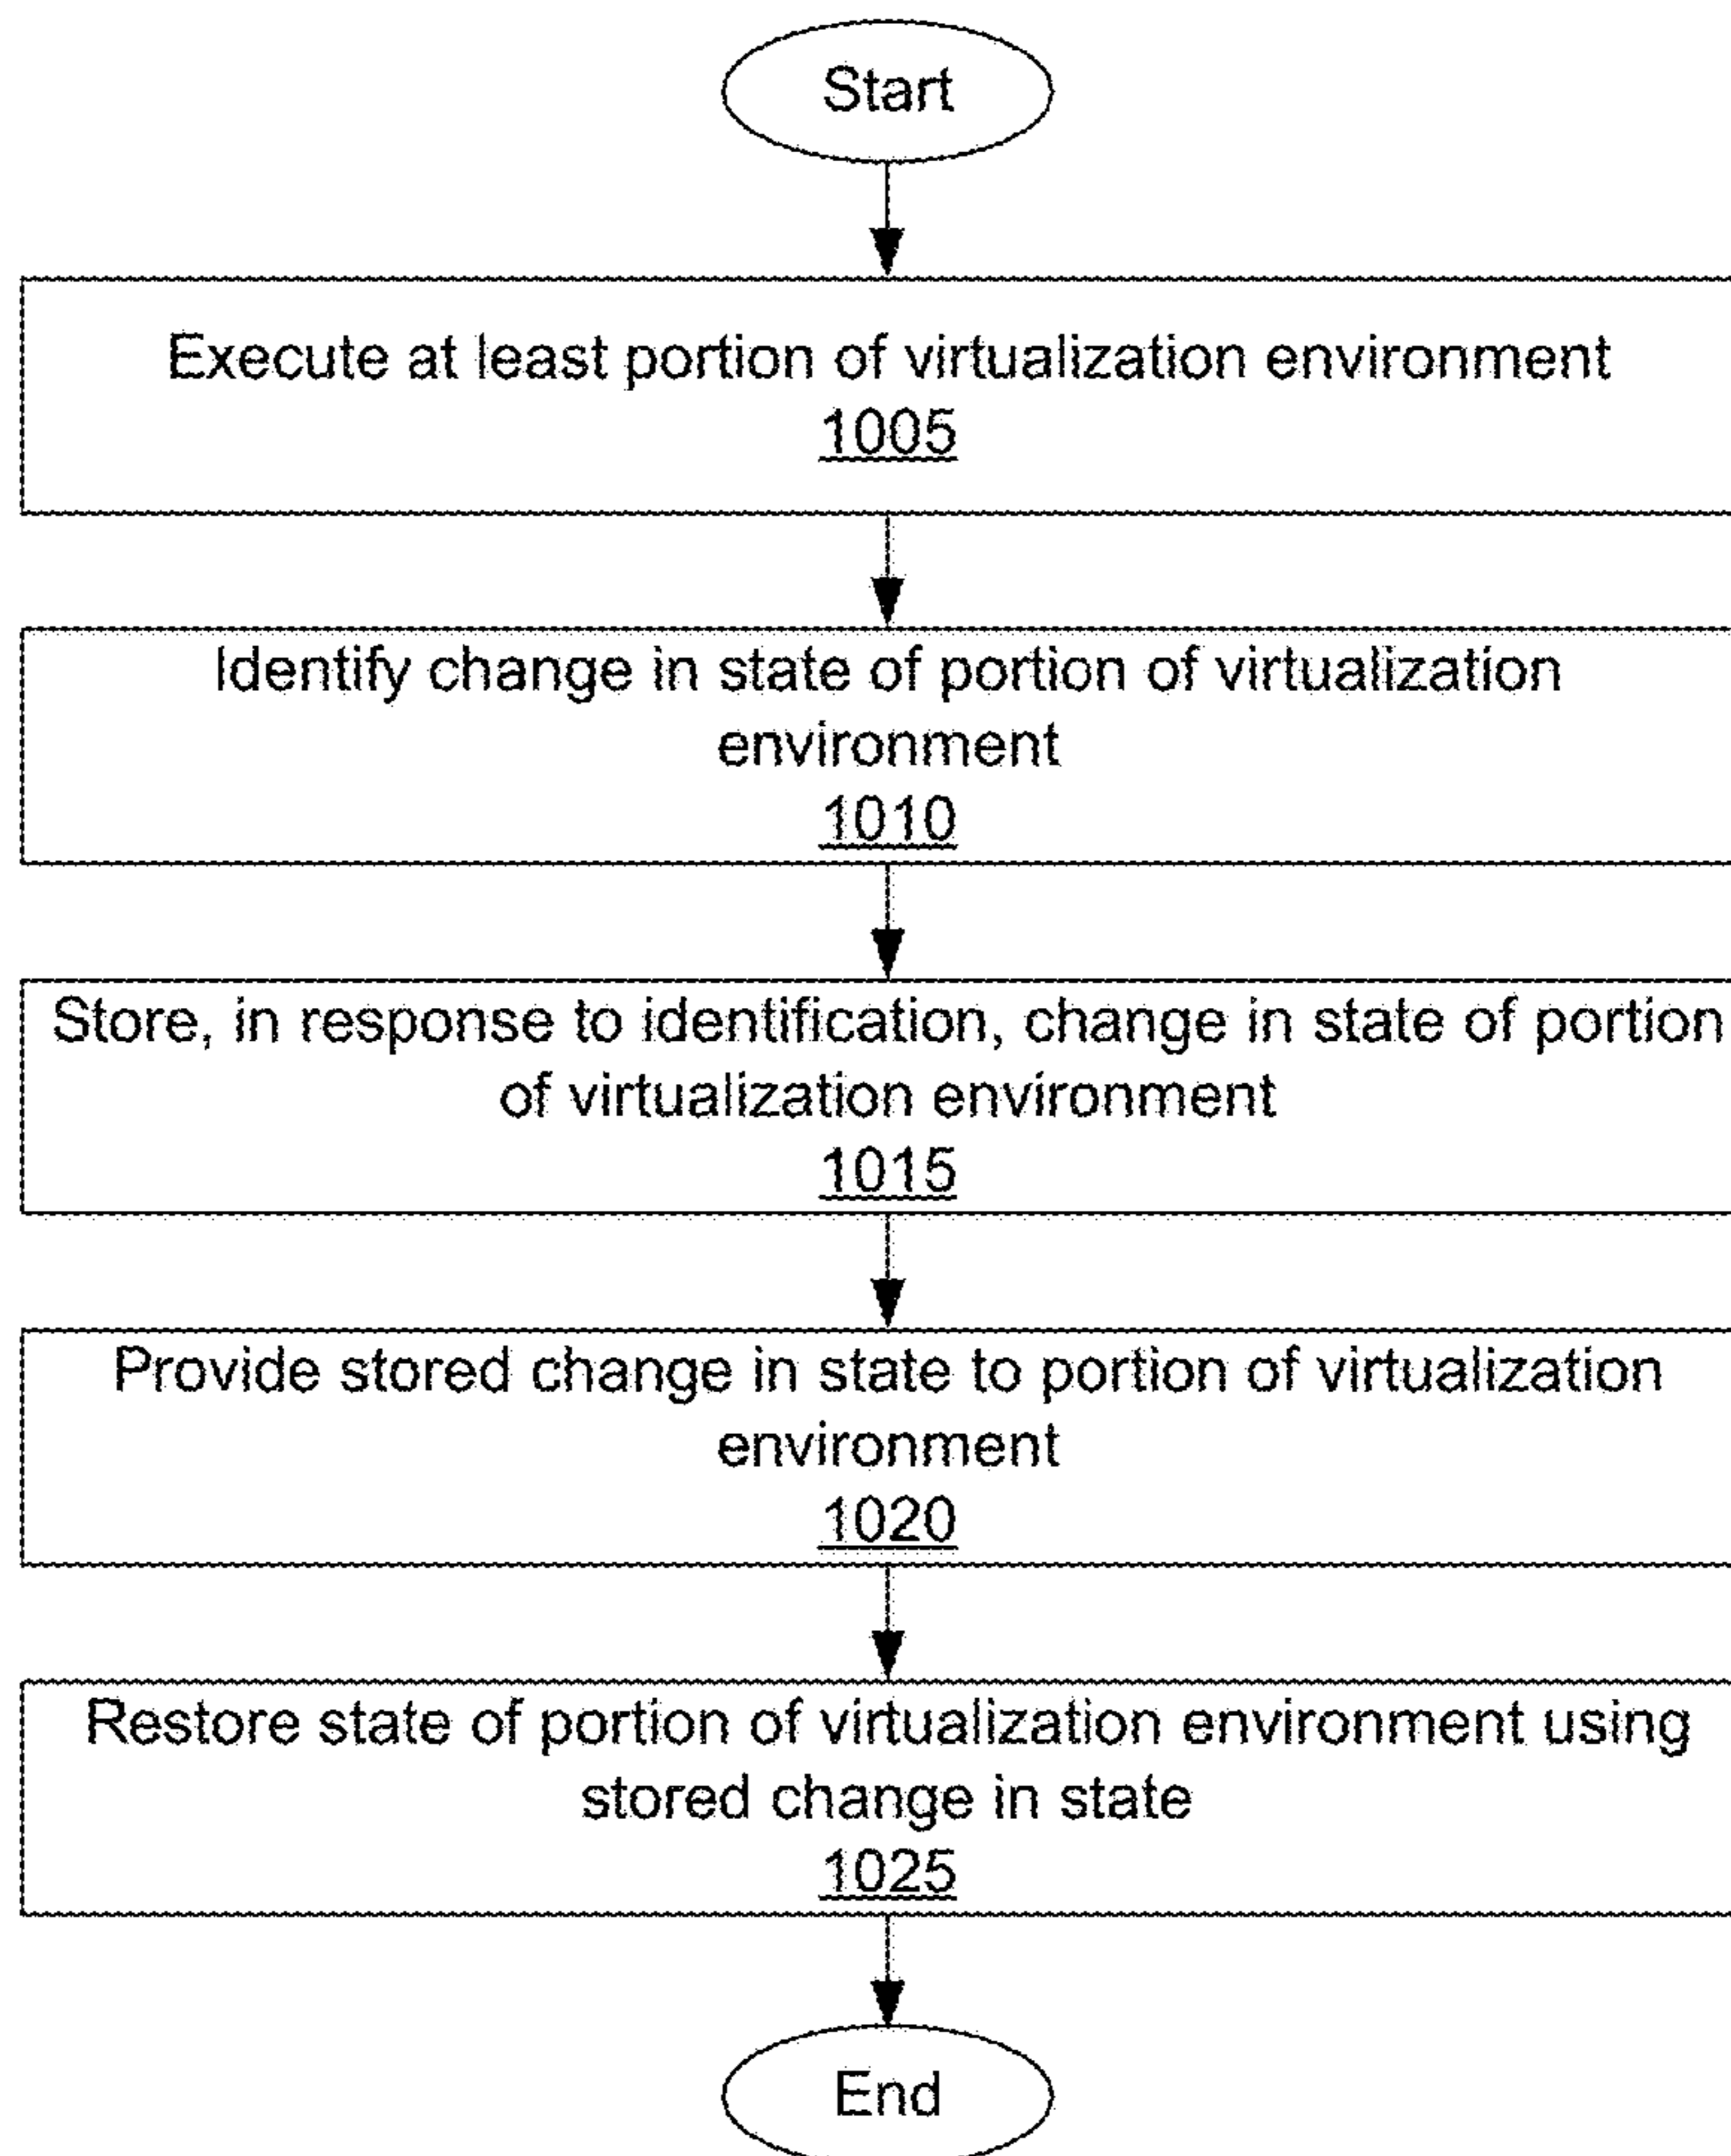 Start
Execute at least portion of virtualization environment
1005
Identify change in state of portion of virtualization
environment
1010
Store, in response to identification, change in state of portion
of virtualization environment
1015
Provide stored change in state to portion of virtualization
environment
1020
Restore state of portion of virtualization environment using
stored change in state
1025
End